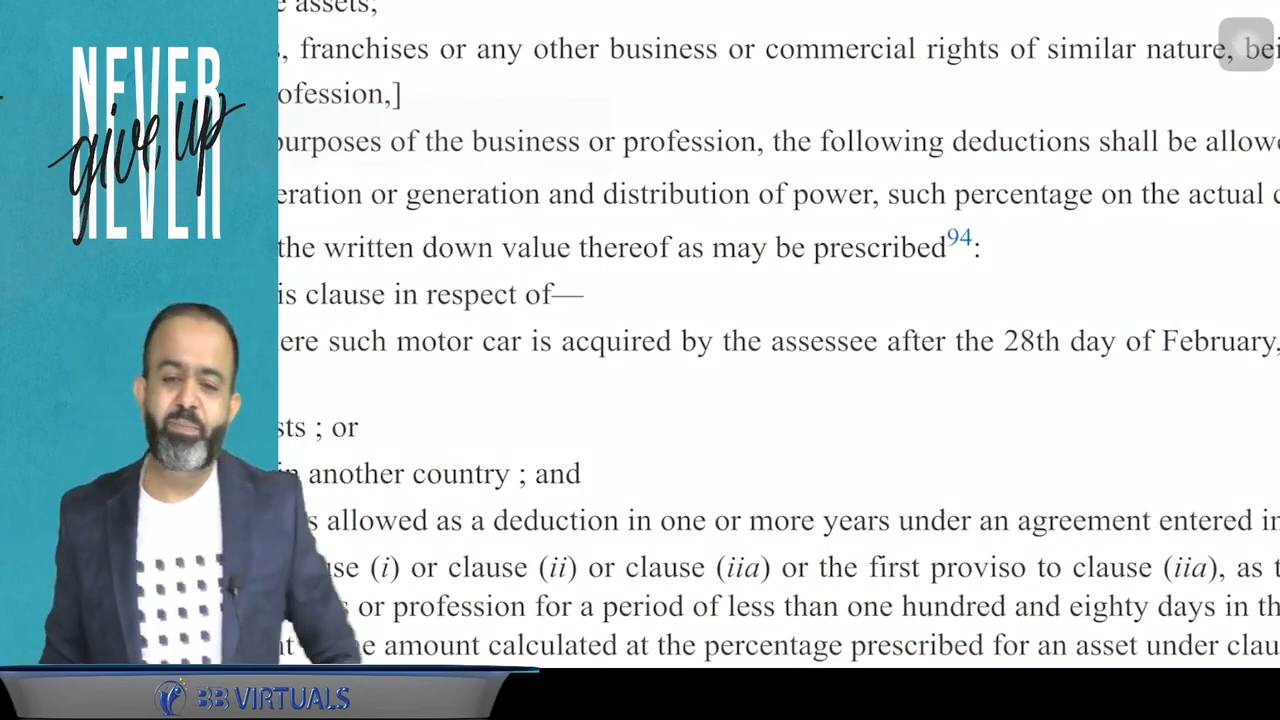 NEVER
give up
NEVER
assets;
franchises or any other business or commercial rights of similar nature,
ofession,]
purposes of the business or profession, the following deductions shall be
eration or generation and distribution of power, such percentage on the actual
the written down value thereof as may be prescribed94:
is clause in respect of—
ere such motor car is acquired by the assessee after the 28th day of February,
sts ; or
in another country ; and
s allowed as a deduction in one or more years under an agreement entered
se (i) or clause (ii) or clause (iia) or the first proviso to clause (iia), as
or profession for a period of less than one hundred and eighty days in
e amount calculated at the percentage prescribed for an asset under
BB VIRTUALS